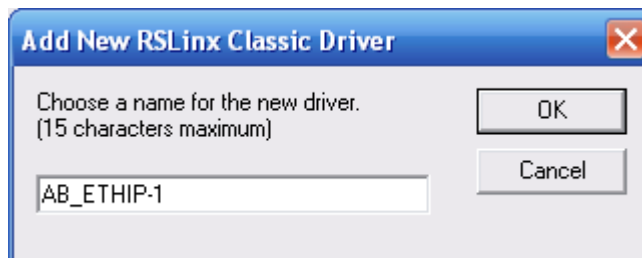 Add New RSLinx Classic Driver
Choose a name for the new driver.
(15 characters maximum)
OK
Cancel
AB_ETHIP-1